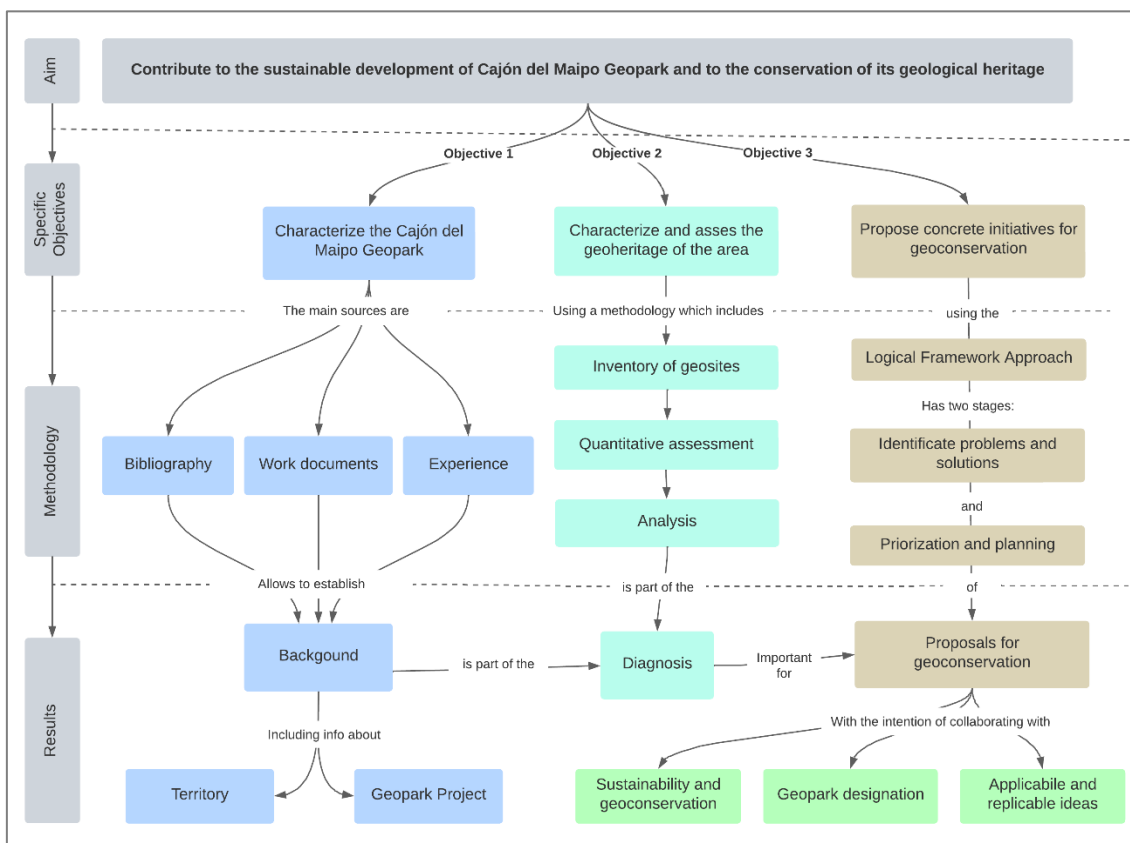 Aim
Contribute to the sustainable development of Cajón del Maipo Geopark and to the conservation of its geological heritage
Objective 1
Objective 2
Objective 3
Specific
Objectives
Characterize the Cajón del
Maipo Geopark
Characterize and asses the
geoheritage of the area
Propose concrete initiatives for
geoconservation
The main sources are
Using a methodology which includes
using the
Methodology
Inventory of geosites
Logical Framework Approach
Has two stages:
Bibliography
Work documents
Experience
Quantitative assessment
Identificate problems and
solutions
and
Analysis
Priorization and planning
Allows to establish
is part of the
of
Results
Backgound
is part of the
Diagnosis
Important
for
Proposals for
geoconservation
Including info about
With the intention of collaborating with
Territory
Geopark Project
Sustainability and
geoconservation
Geopark designation
Applicabile and
replicable ideas